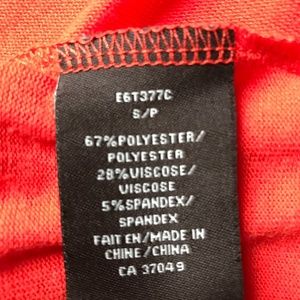 E6T377C
S/P
67%POLYESTER/
POLYESTER
28%VISCOSE/
VISCOSE
5%SPANDEX/
SPANDEX
FAIT EN/MADE IN
CHINE/CHINA
CA 37049